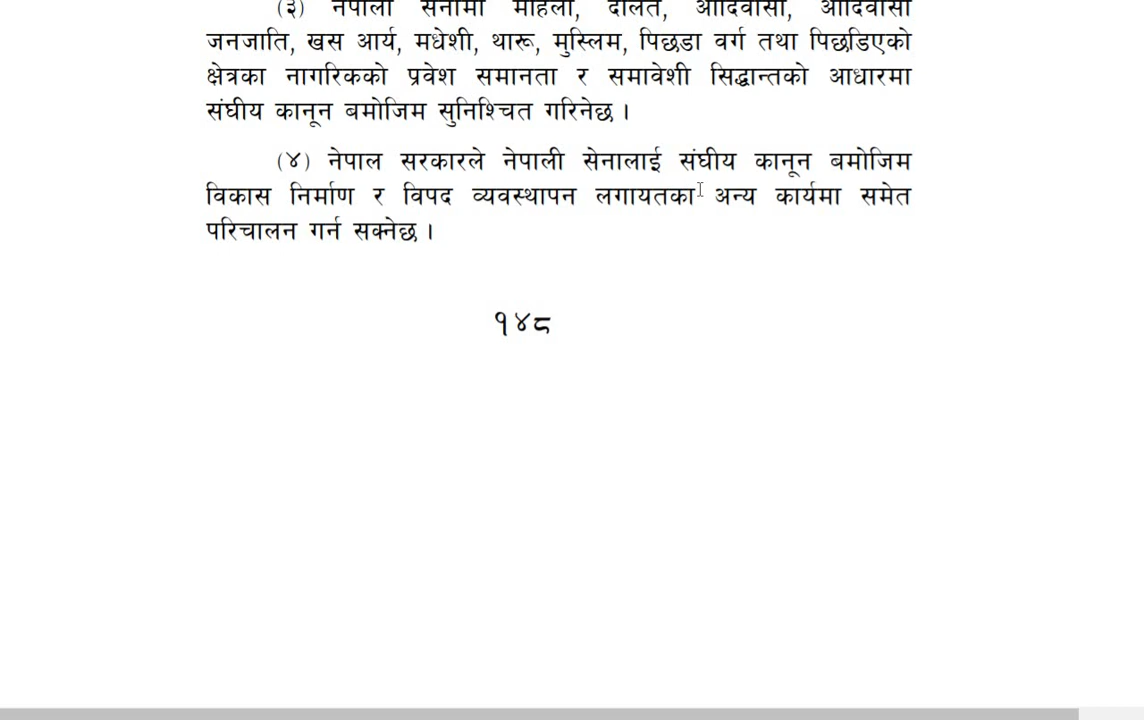 (३) नेपाली सेनामा महिला, दलित, आदिवासी, आदिवासी
जनजाति, खस आर्य, मधेशी, थारू, मुस्लिम, पिछडा वर्ग तथा पिछडिएको
क्षेत्रका नागरिकको प्रवेश समानता र समावेशी सिद्धान्तको आधारमा
संघीय कानून बमोजिम सुनिश्चित गरिनेछ ।
(४) नेपाल सरकारले नेपाली सेनालाई संघीय कानून बमोजिम
विकास निर्माण र विपद व्यवस्थापन लगायतका अन्य कार्यमा समेत
परिचालन गर्न सक्नेछ ।
१४८